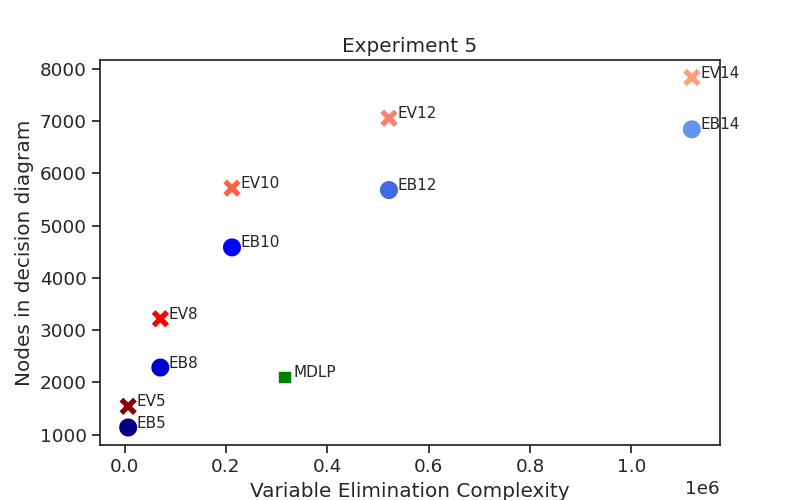 Experiment 5
Nodes in decision diagram
8000
7000
6000
5000
4000
3000
2000
1000
EV14
EB14
EV12
EB12
EV10
EB10
EV8
EB8
MDLP
EV5
EB5
0.0 0.2 0.4 0.6 0.8 1.0
1e6
Variable Elimination Complexity